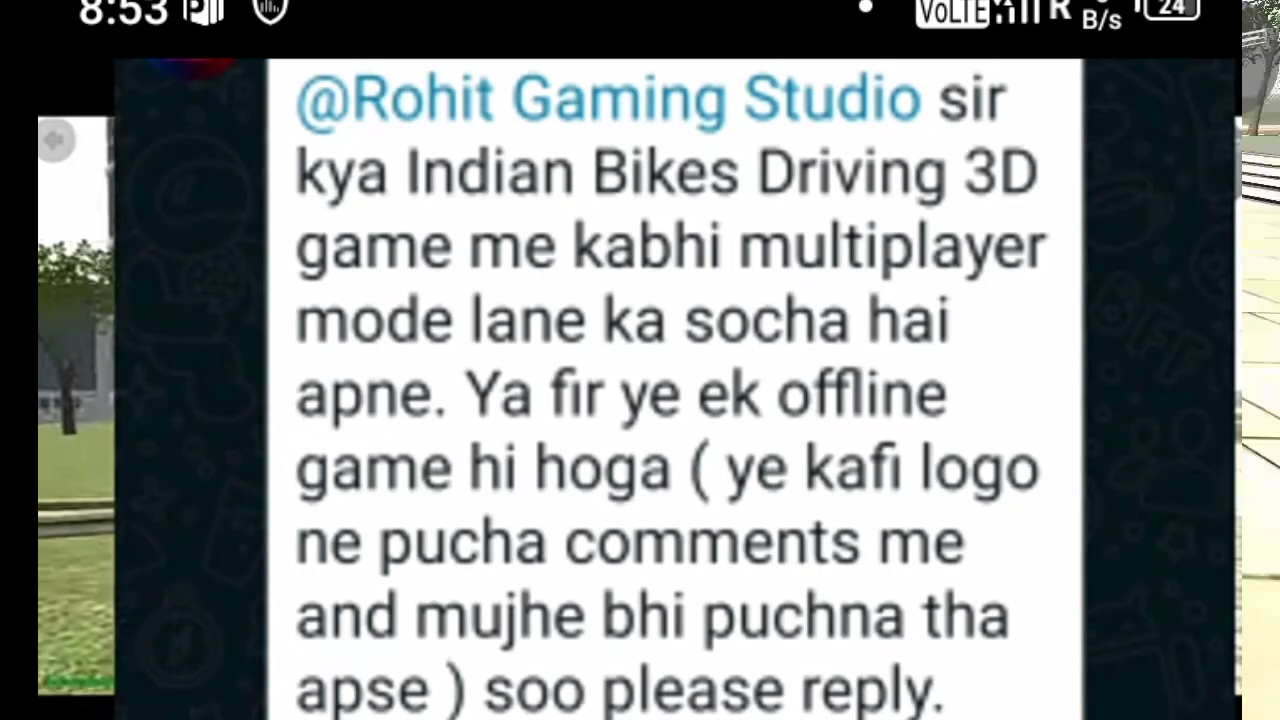 8:53
VoLTE R B/s 24
@Rohit Gaming Studio sir
kya Indian Bikes Driving 3D
game me kabhi multiplayer
mode lane ka socha hai
apne. Ya fir ye ek offline
game hi hoga ( ye kafi logo
ne pucha comments me
and mujhe bhi puchna tha
apse ) soo please reply.